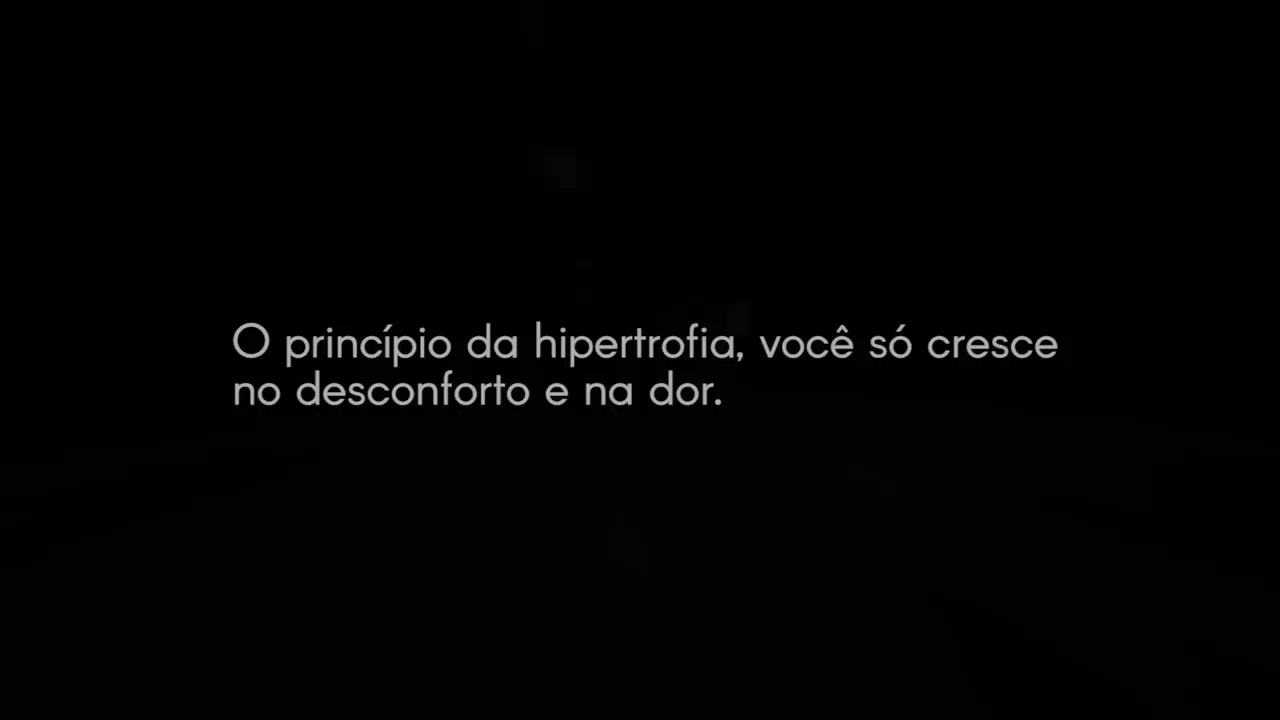 O princípio da hipertrofia, você só cresce
no desconforto e na dor.